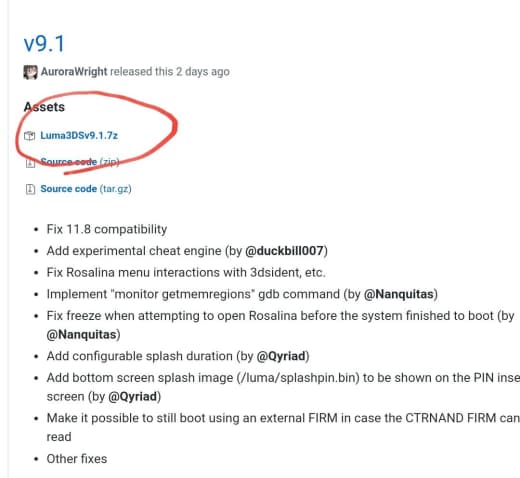 v9.1
AuroraWright released this 2 days ago
Assets
Luma3DSv9.1.7z
Source code (zip)
Source code (tar.gz)
• Fix 11.8 compatibility
• Add experimental cheat engine (by @duckbill007)
• Fix Rosalina menu interactions with 3dsident, etc.
• Implement "monitor getmemregions" gdb command (by @Nanquitas)
• Fix freeze when attempting to open Rosalina before the system finished to boot (by
@Nanquitas)
• Add configurable splash duration (by @Qyriad)
• Add bottom screen splash image (/luma/splashpin.bin) to be shown on the PIN inse
screen (by @Qyriad)
• Make it possible to still boot using an external FIRM in case the CTRNAND FIRM can
read
• Other fixes